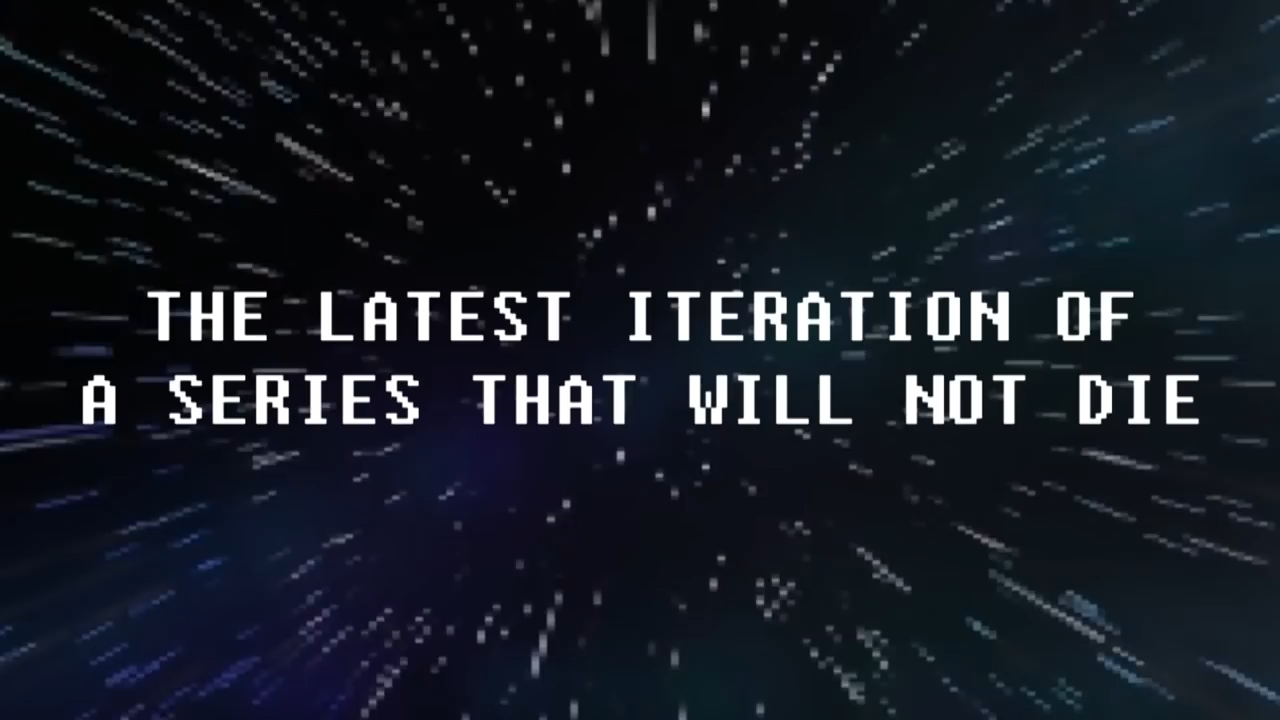 THE LATEST ITERATION OF
A SERIES THAT WILL NOT DIE